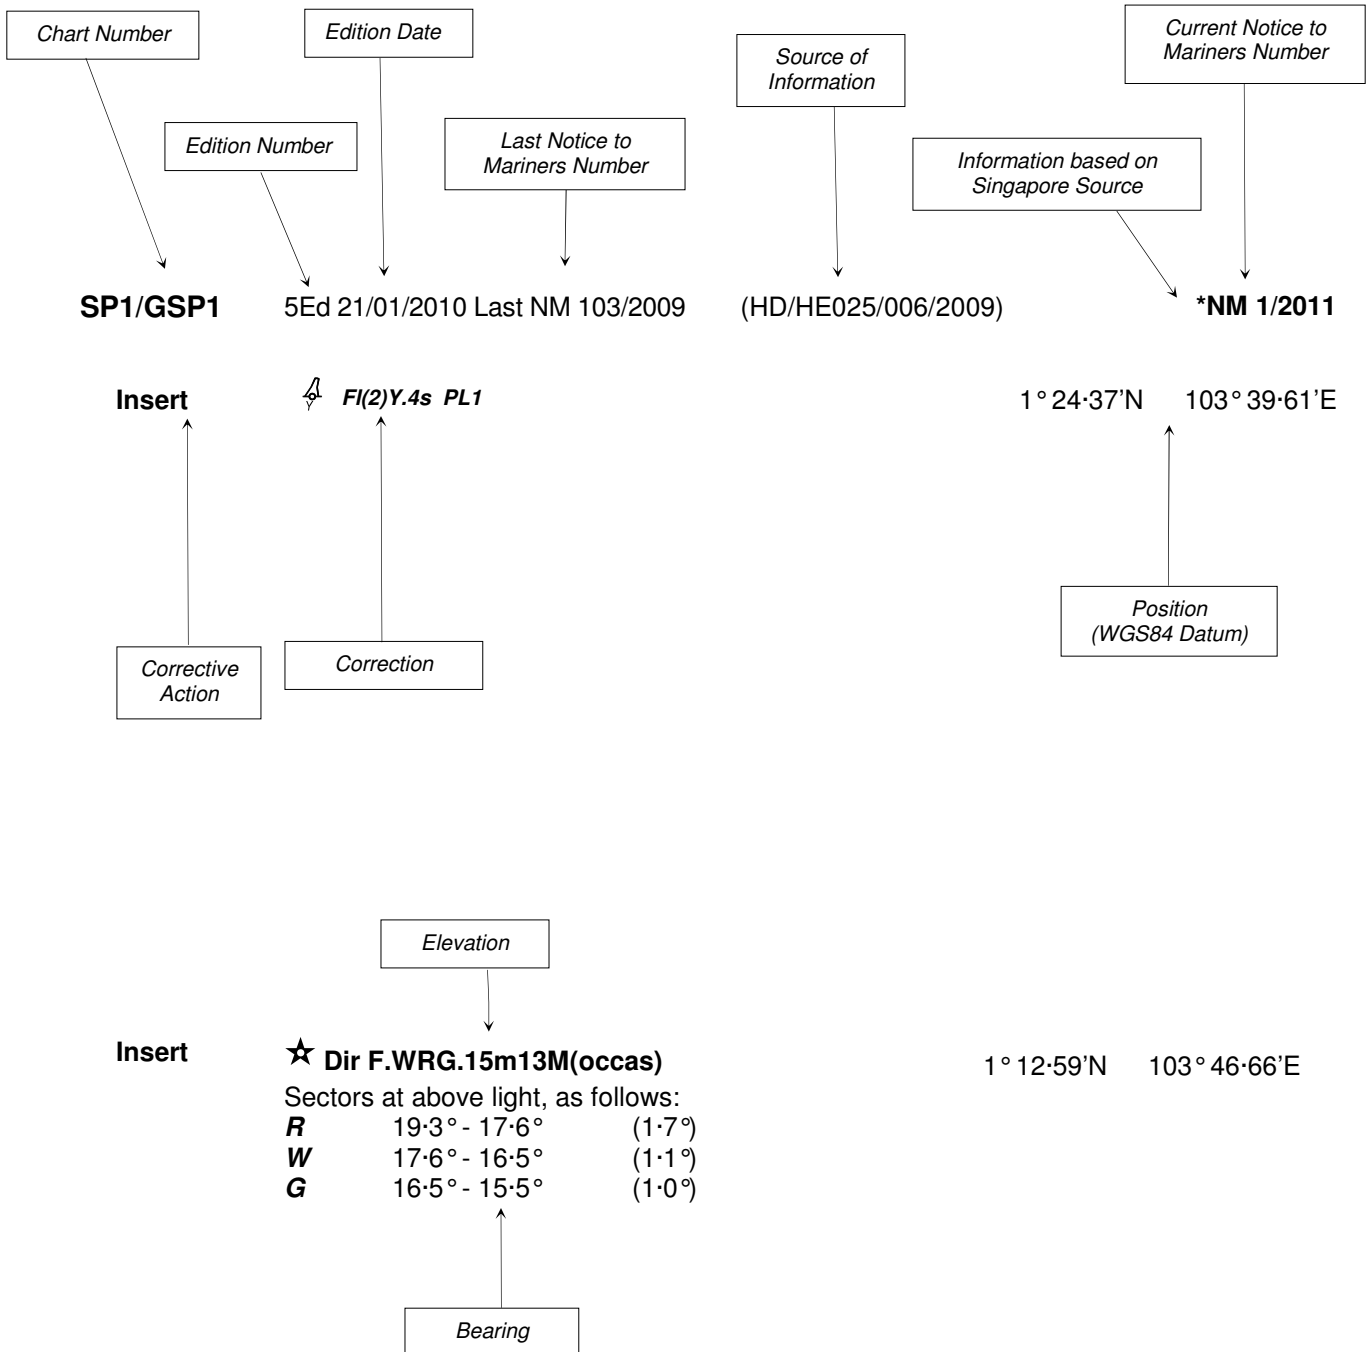 Chart Number
Edition Date
Current Notice to
Mariners Number
Source of
Information
Edition Number
Last Notice to
Mariners Number
Information based on
Singapore Source
SP1/GSP1 5Ed 21/01/2010 Last NM 103/2009 (HD/HE025/006/2009) *NM 1/2011
Insert Fl(2)Y.4s PL1 1°24·37'N 103°39·61'E
Position
(WGS84 Datum)
Corrective
Action
Correction
Elevation
Insert Dir F.WRG.15m13M(occas) 1°12·59'N 103°46·66'E
Sectors at above light, as follows:
R 19·3° - 17·6° (1·7°)
W 17·6° - 16·5° (1·1°)
G 16·5° - 15·5° (1·0°)
Bearing